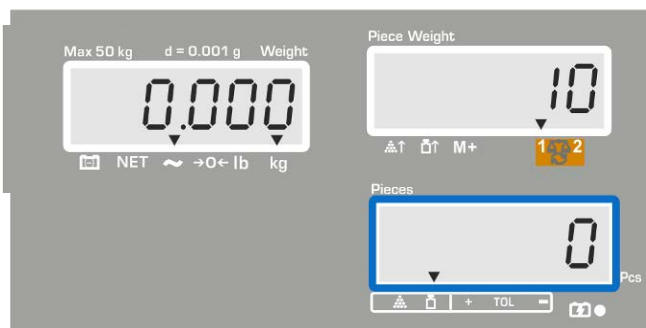 Max 50 kg d = 0.001 g Weight
0.000
NET ~ →0← lb kg
Piece Weight
10
M+ 1 2
Pieces
0
Pcs
+ TOL −